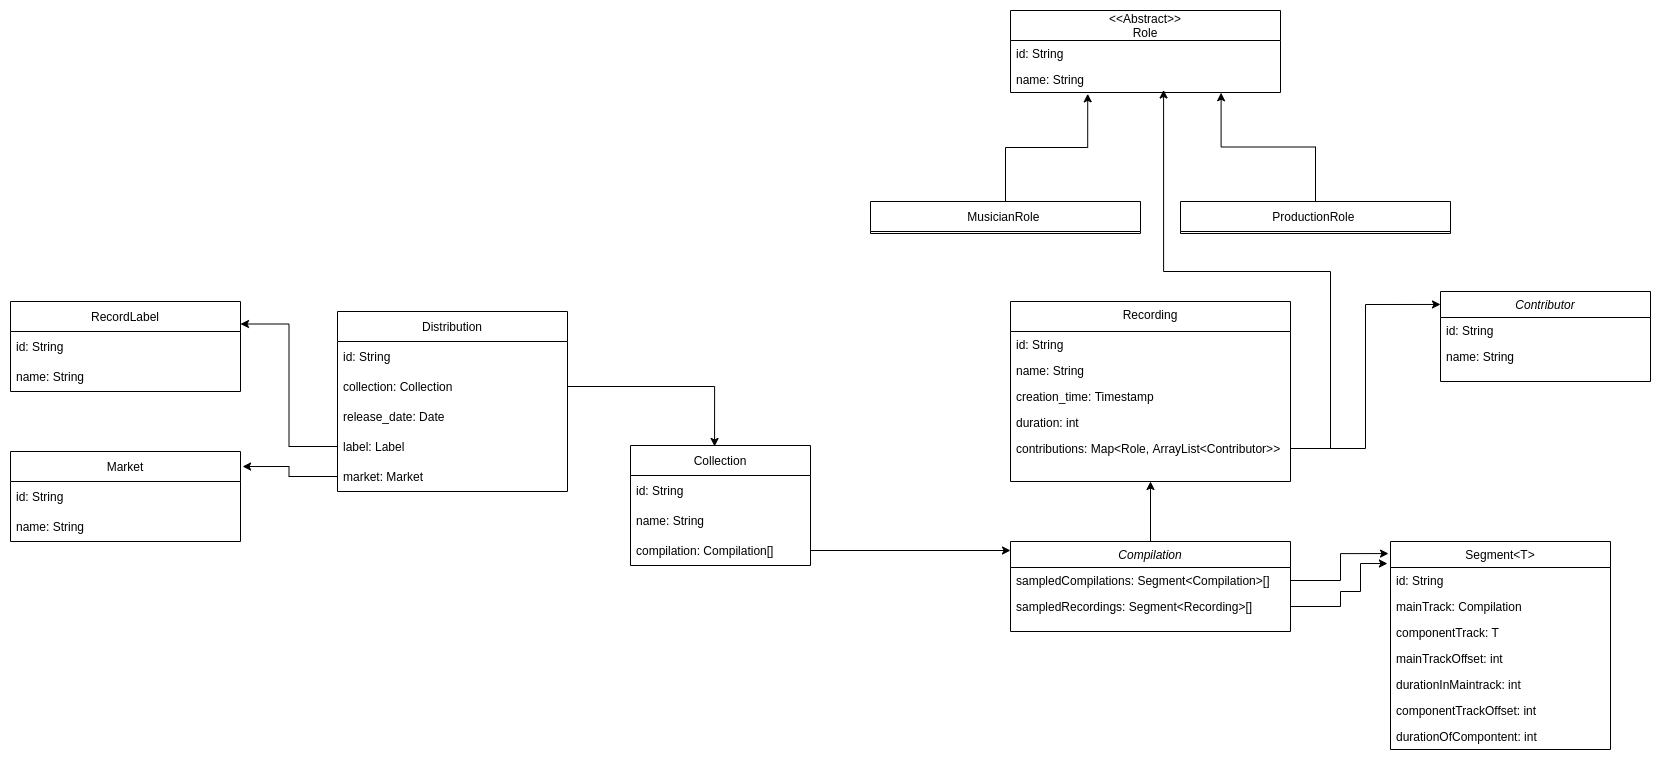 <<Abstract>>
Role
id: String
name: String
MusicianRole
ProductionRole
RecordLabel
id: String
name: String
Market
id: String
name: String
Distribution
id: String
collection: Collection
release_date: Date
label: Label
market: Market
Collection
id: String
name: String
compilation: Compilation[]
Recording
id: String
name: String
creation_time: Timestamp
duration: int
contributions: Map<Role, ArrayList<Contributor>>
Contributor
id: String
name: String
Compilation
sampledCompilations: Segment<Compilation>[]
sampledRecordings: Segment<Recording>[]
Segment<T>
id: String
mainTrack: Compilation
componentTrack: T
mainTrackOffset: int
durationInMaintrack: int
componentTrackOffset: int
durationOfCompontent: int